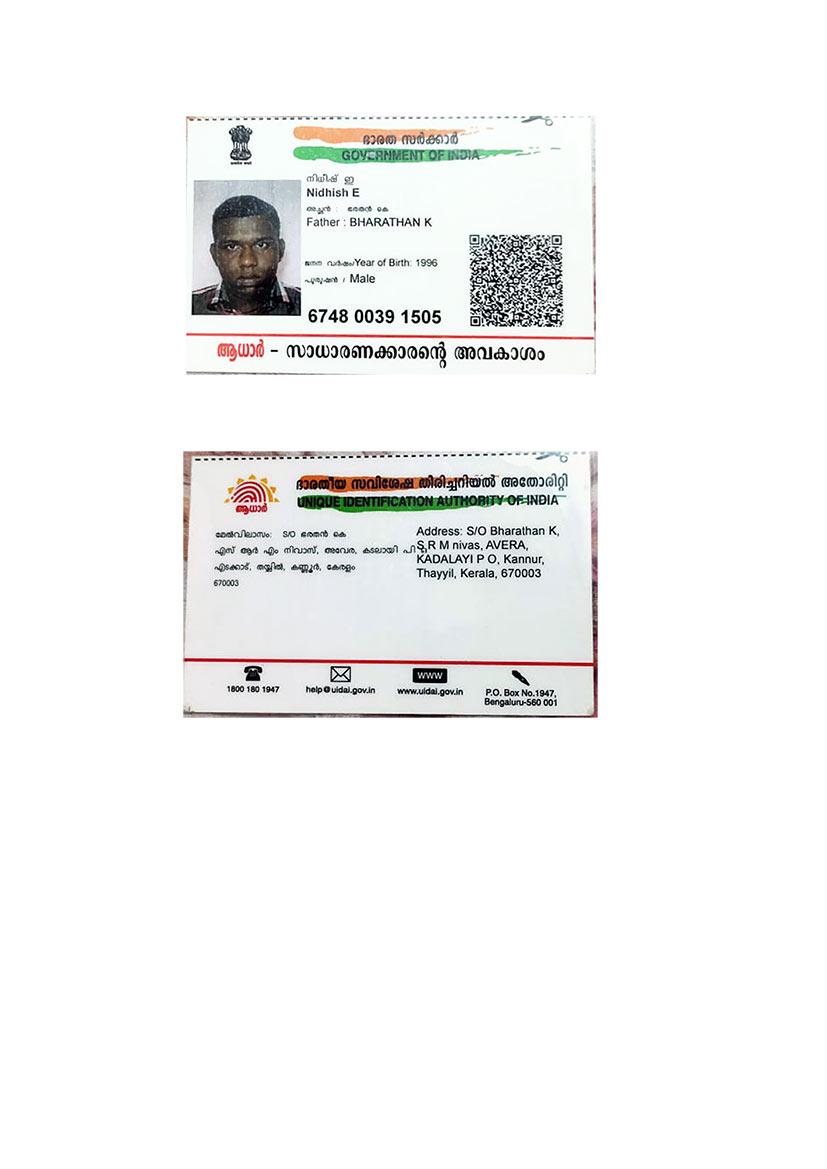 ഭാരത സർക്കാർ
GOVERNMENT OF INDIA
നിധീഷ് ഇ
Nidhish E
അച്ഛൻ : ഭരതൻ കെ
Father : BHARATHAN K
ജനന വർഷം/Year of Birth: 1996
പുരുഷൻ / Male
6748 0039 1505
ആധാർ - സാധാരണക്കാരന്റെ അവകാശം
ഭാരതീയ സവിശേഷ തിരിച്ചറിയൽ അതോരിറ്റി
UNIQUE IDENTIFICATION AUTHORITY OF INDIA
ആധാർ
മേൽവിലാസം: S/O ഭരതൻ കെ
എസ് ആർ എം നിവാസ്, അവേര, കടലായി പി
എടക്കാട്, തയ്യിൽ, കണ്ണൂർ, കേരളം
670003
Address: S/O Bharathan K,
S R M nivas, AVERA,
KADALAYI P O, Kannur,
Thayyil, Kerala, 670003
1800 180 1947
help@uidai.gov.in
WWW
www.uidai.gov.in
P.O. Box No.1947,
Bengaluru-560 001